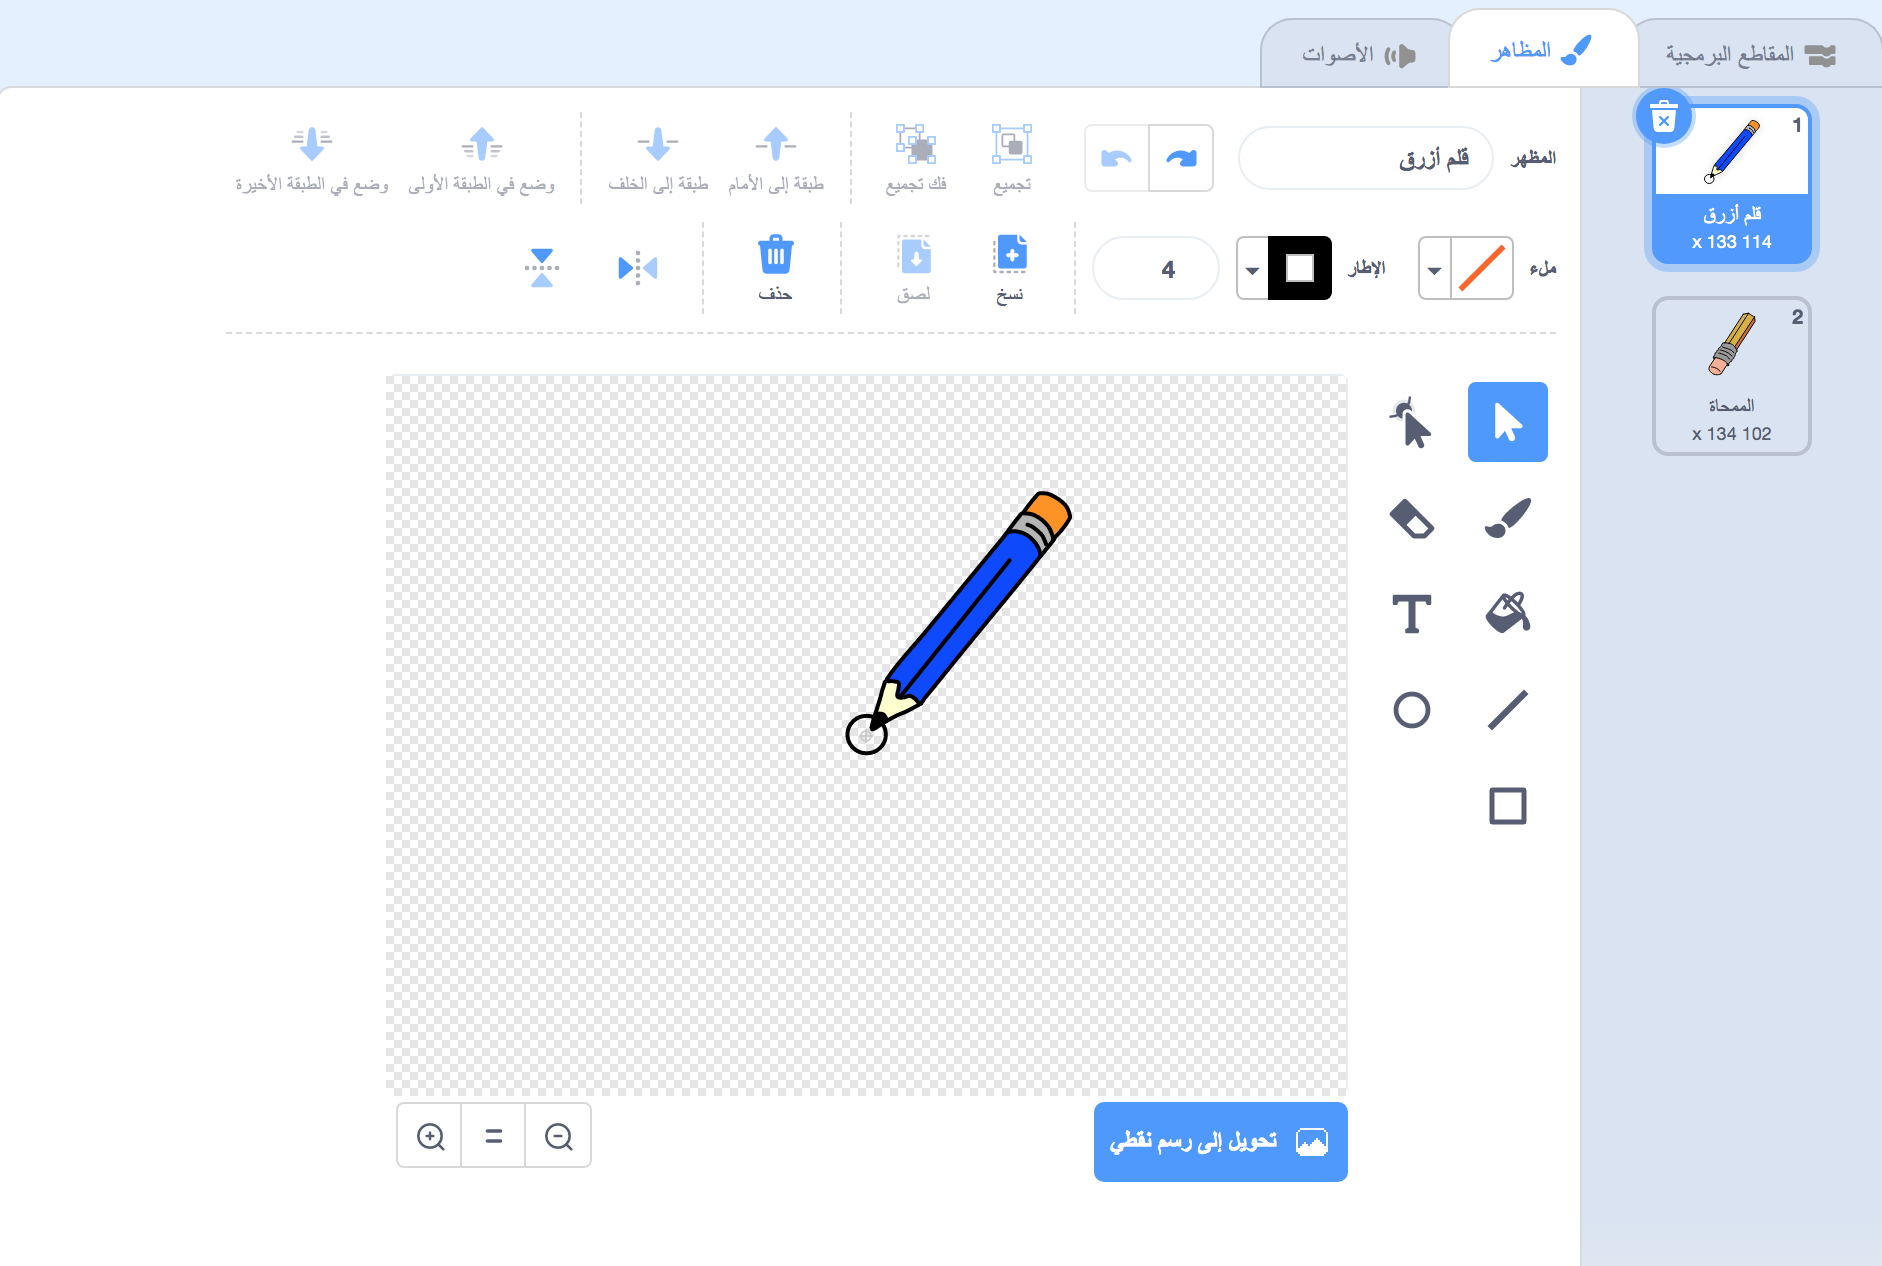 المقاطع البرمجية
المظاهر
الأصوات
1
قلم أزرق
x 133 114
2
الممحاة
x 134 102
المظهر
قلم أزرق
تجميع
فك تجميع
طبقة إلى الأمام
طبقة إلى الخلف
وضع في الطبقة الأولى
وضع في الطبقة الأخيرة
ملء
الإطار
4
نسخ
لصق
حذف
تحويل إلى رسم نقطي